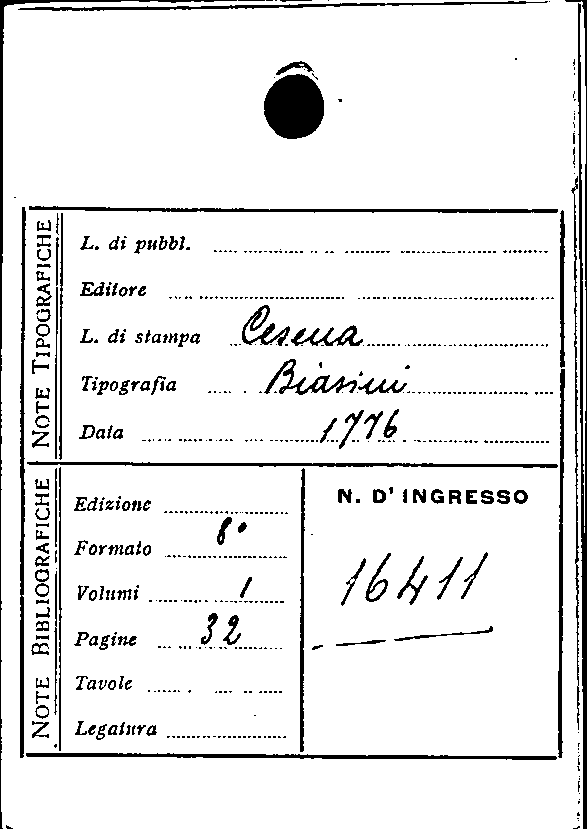 NOTE TIPOGRAFICHE
L. di pubbl.
Editore
L. di stampa Cesena
Tipografia Biasini
Data 1776
NOTE BIBLIOGRAFICHE
Edizione
Formato 8°
Volumi 1
Pagine 32
Tavole
Legatura
N. D' INGRESSO
16411